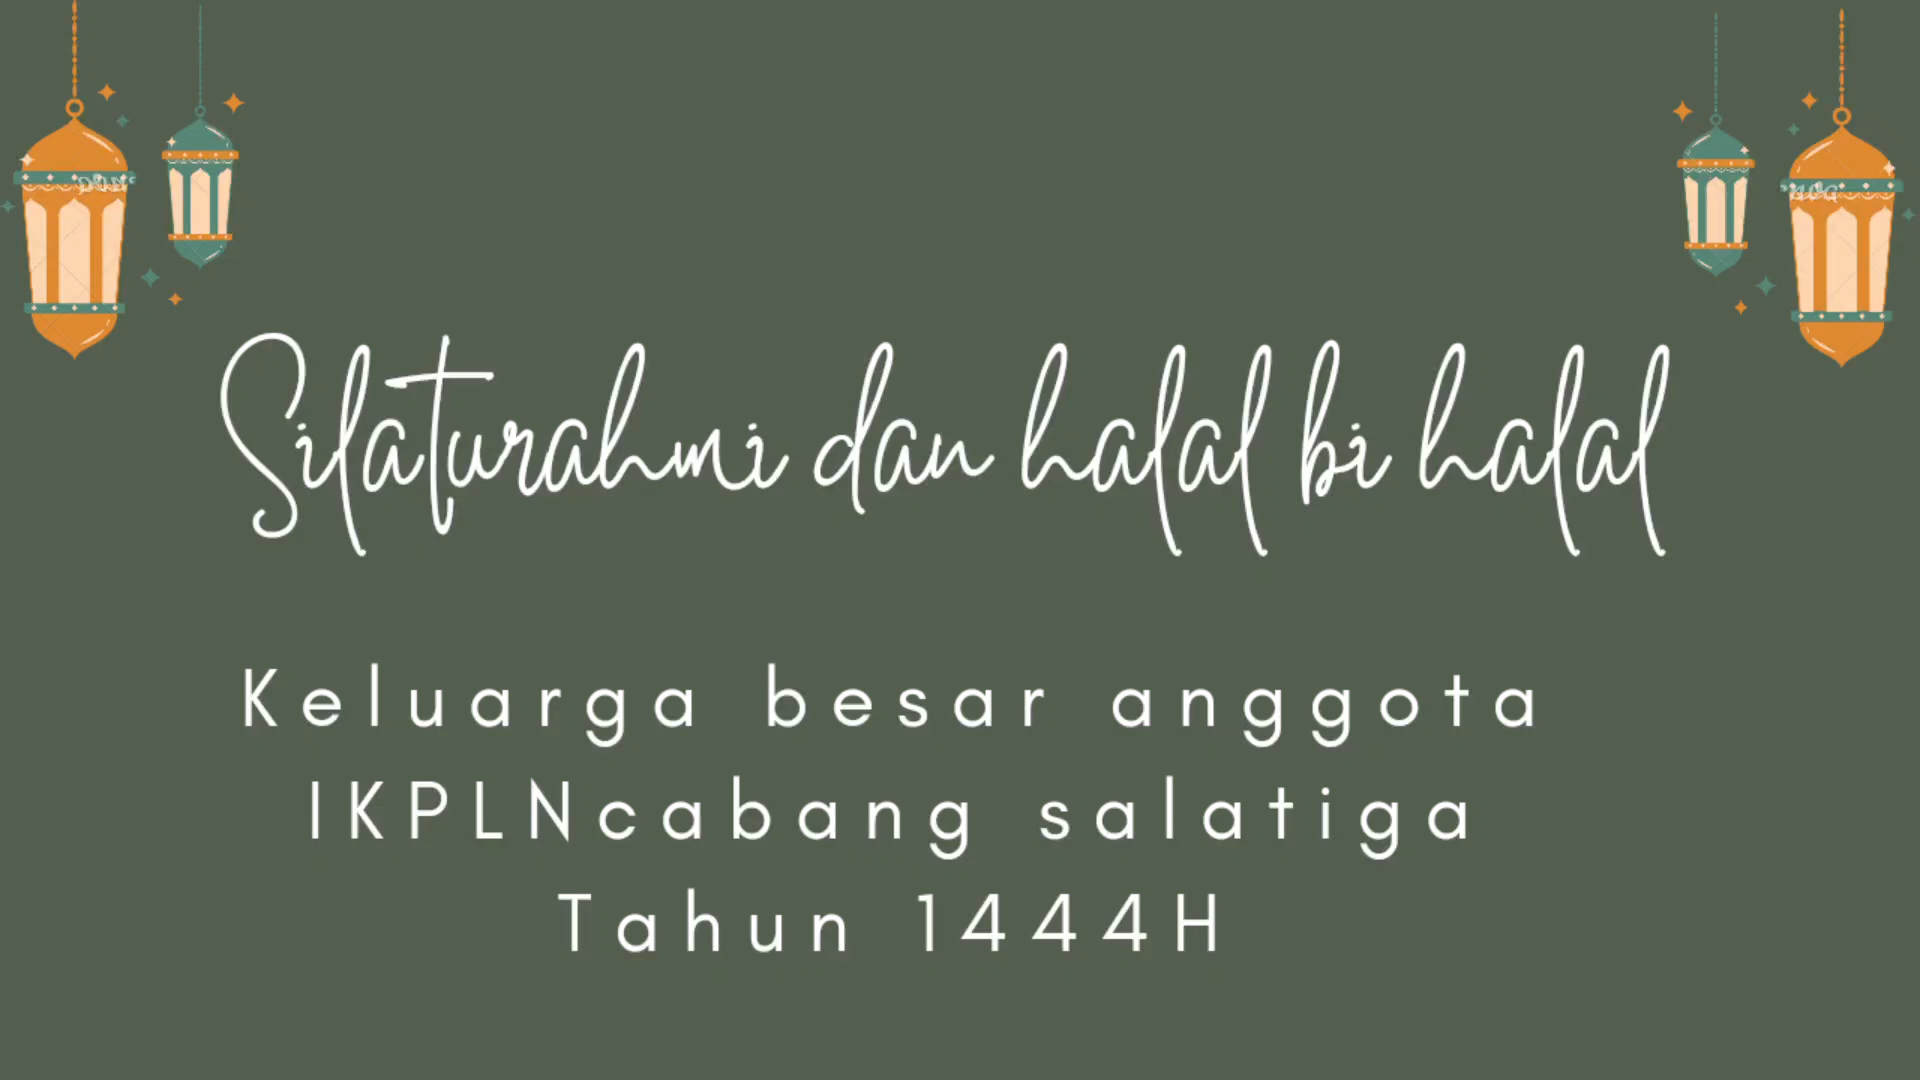 Silaturahmi dan halal bi halal
Keluarga besar anggota
IKPLNcabang salatiga
Tahun 1444H